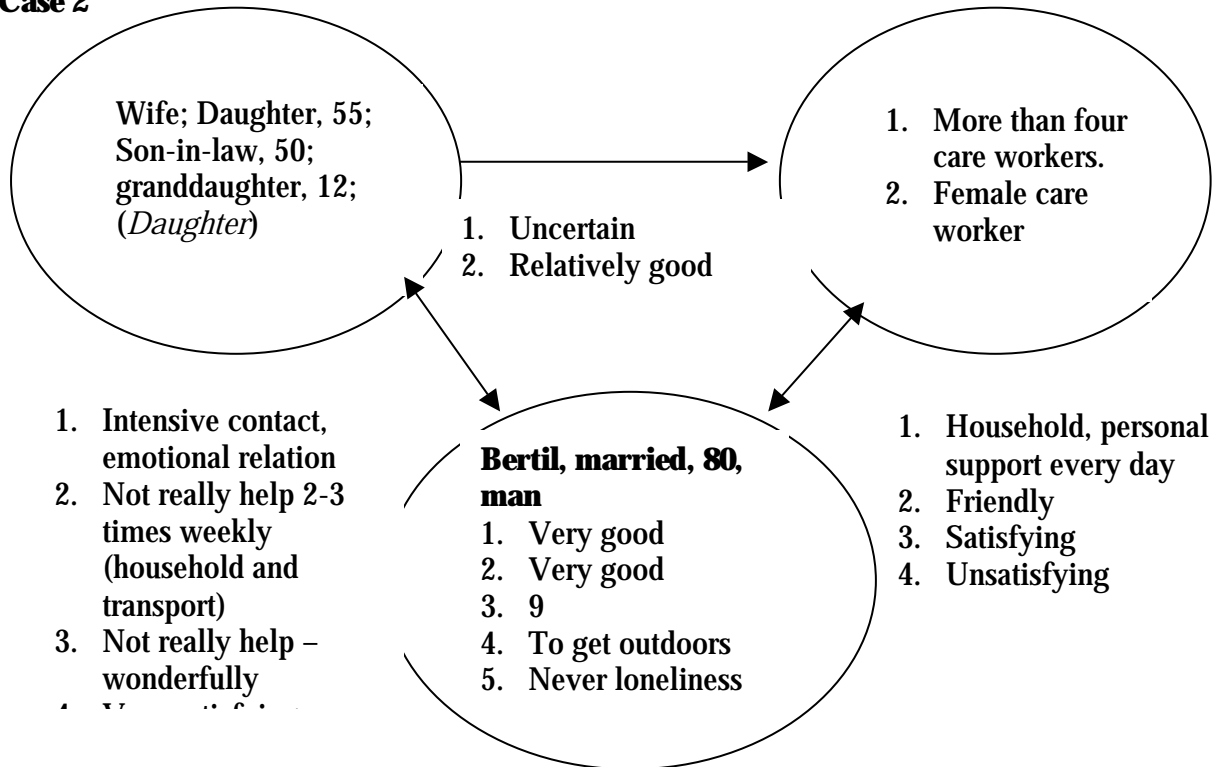 Case 2
Wife; Daughter, 55;
Son-in-law, 50;
granddaughter, 12;
(Daughter)
1. More than four
care workers.
2. Female care
worker
1. Uncertain
2. Relatively good
1. Intensive contact,
emotional relation
2. Not really help 2-3
times weekly
(household and
transport)
3. Not really help –
wonderfully
Bertil, married, 80,
man
1. Very good
2. Very good
3. 9
4. To get outdoors
5. Never loneliness
1. Household, personal
support every day
2. Friendly
3. Satisfying
4. Unsatisfying